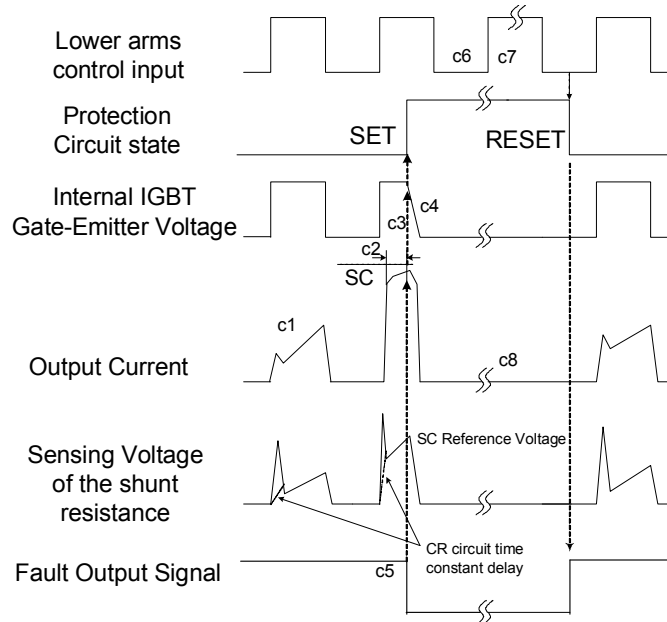 Lower arms
control input
c6
c7
Protection
Circuit state
SET
RESET
Internal IGBT
Gate-Emitter Voltage
c3
c4
c2
SC
c1
Output Current
c8
SC Reference Voltage
Sensing Voltage
of the shunt
resistance
CR circuit time
constant delay
Fault Output Signal
c5